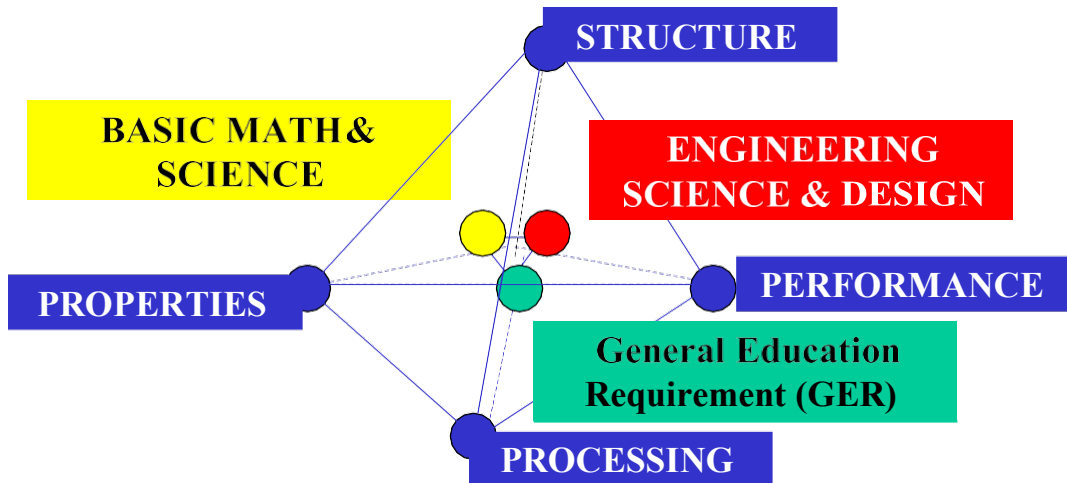 STRUCTURE
BASIC MATH&
SCIENCE
ENGINEERING
SCIENCE & DESIGN
PROPERTIES
PERFORMANCE
General Education
Requirement (GER)
PROCESSING